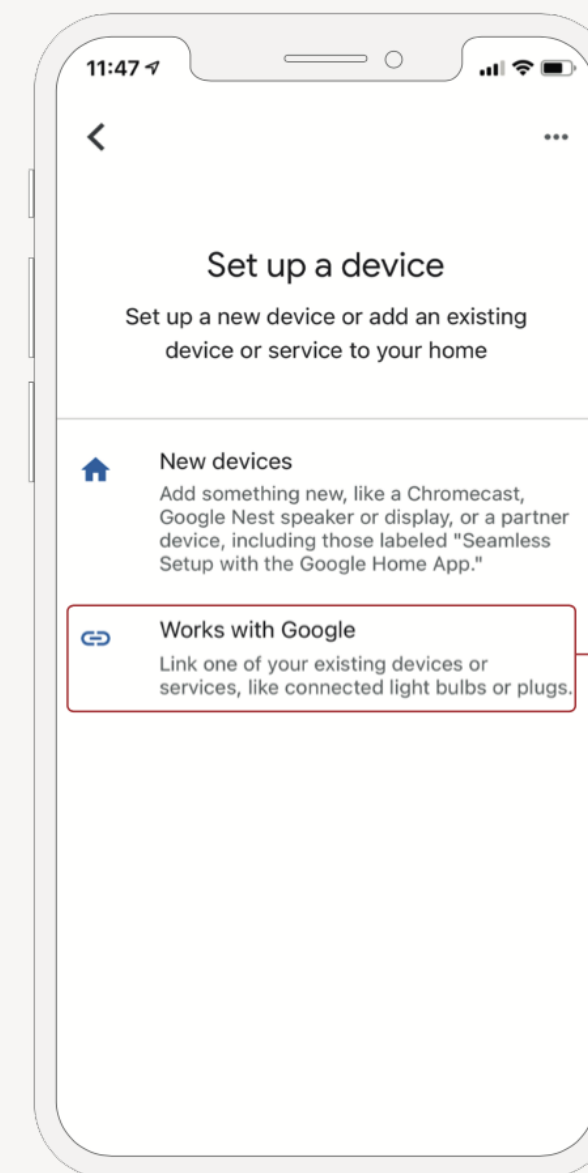 11:47
Set up a device
Set up a new device or add an existing
device or service to your home
New devices
Add something new, like a Chromecast,
Google Nest speaker or display, or a partner
device, including those labeled "Seamless
Setup with the Google Home App."
Works with Google
Link one of your existing devices or
services, like connected light bulbs or plugs.